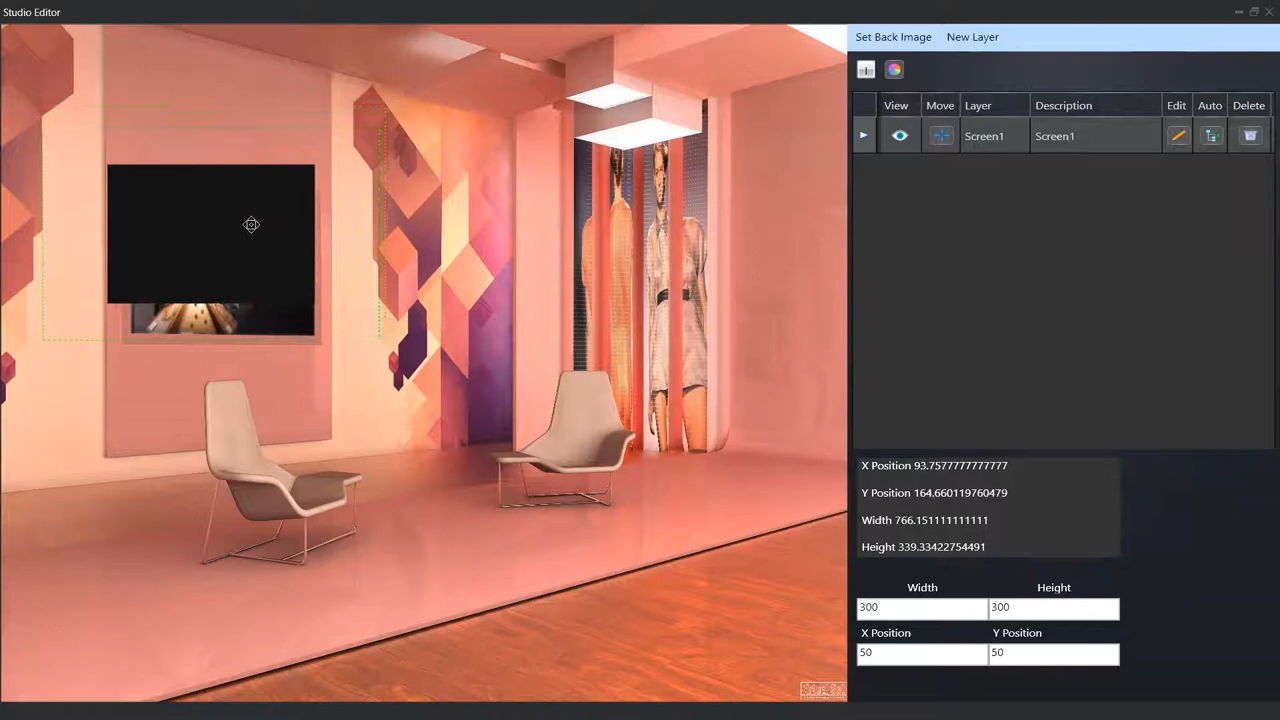 Studio Editor
Set Back Image New Layer
View Move Layer Description Edit Auto Delete
Screen1 Screen1
X Position 93.7577777777777
Y Position 164.660119760479
Width 766.151111111111
Height 339.33422754491
Width Height
300 300
X Position Y Position
50 50